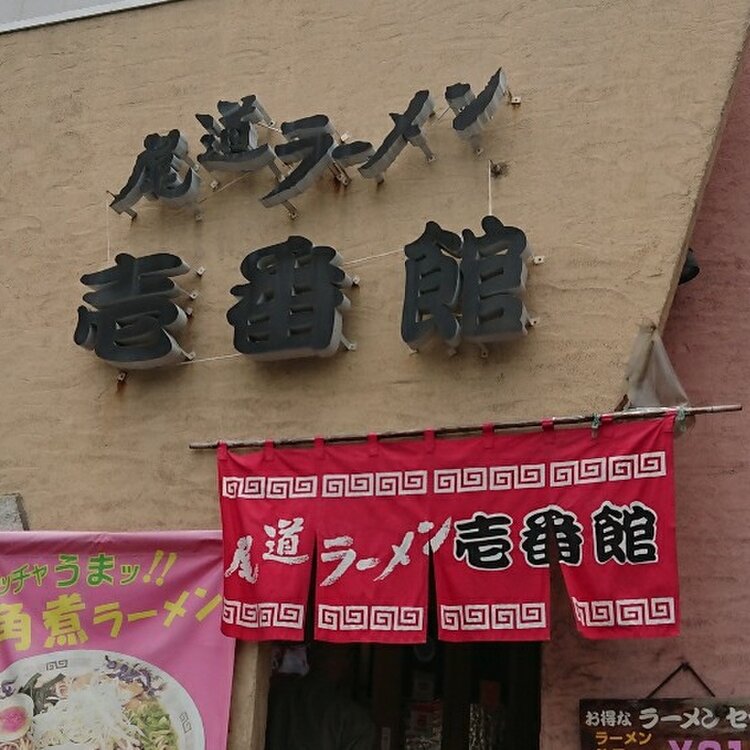 尾道ラーメン
壱番館
尾道ラーメン壱番館
ッチャうまッ!!
角煮ラーメン
お得な ラーメン セ
ラーメン